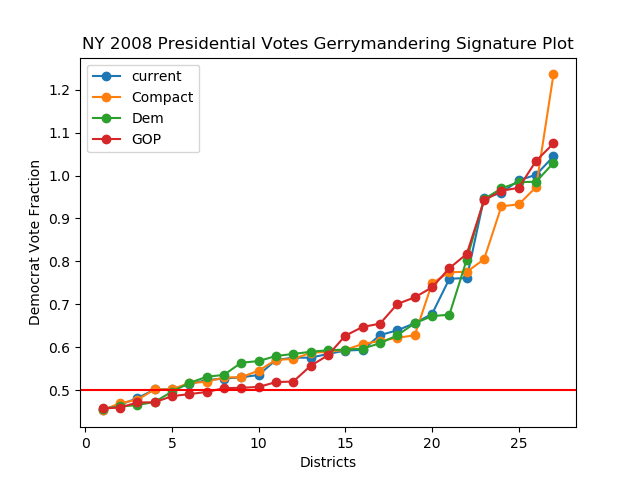 NY 2008 Presidential Votes Gerrymandering Signature Plot
current
Compact
Dem
GOP
Democrat Vote Fraction
1.2
1.1
1.0
0.9
0.8
0.7
0.6
0.5
0 5 10 15 20 25
Districts